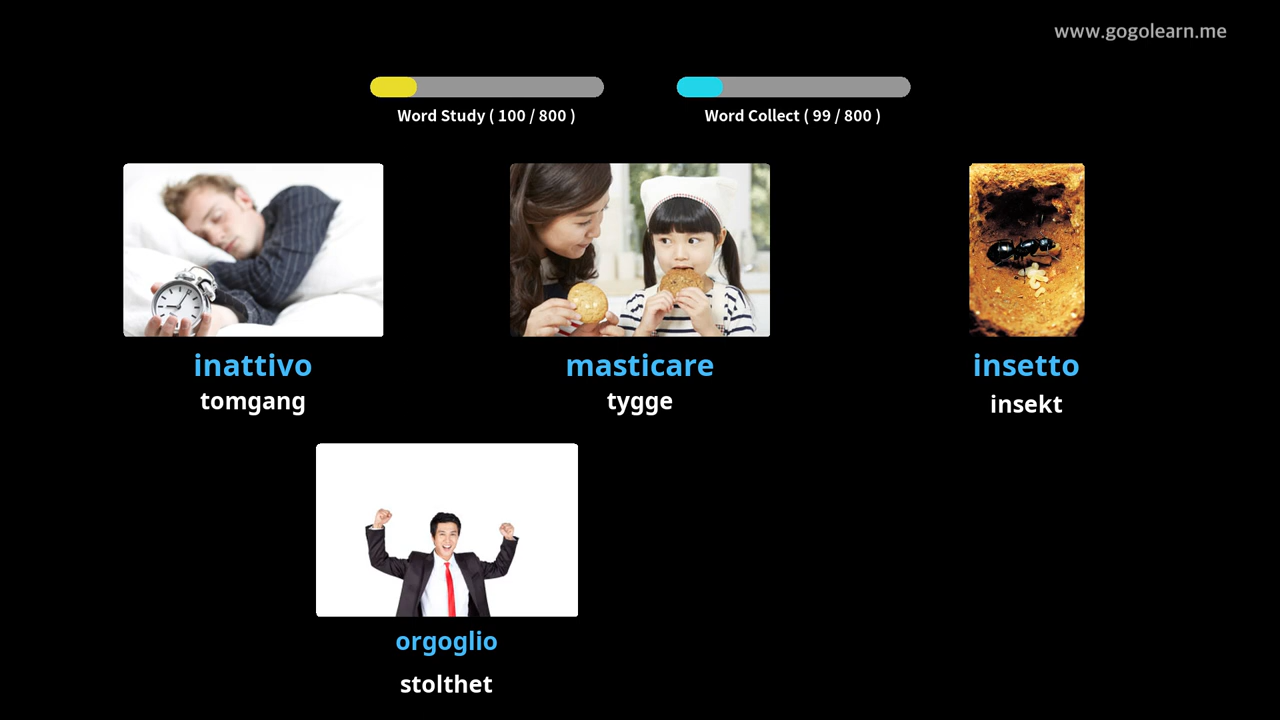 www.gogolearn.me
Word Study ( 100 / 800 )
Word Collect ( 99 / 800 )
inattivo
tomgang
masticare
tygge
insetto
insekt
orgoglio
stolthet